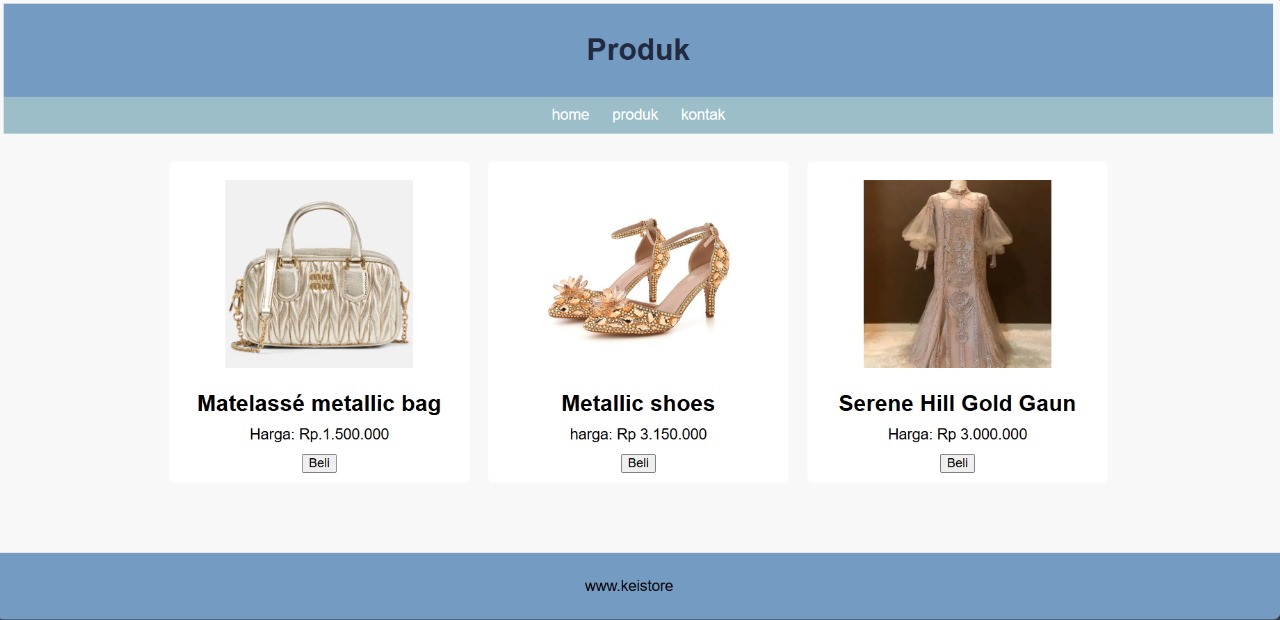 Produk
home produk kontak
Matelassé metallic bag
Harga: Rp.1.500.000
Beli
Metallic shoes
harga: Rp 3.150.000
Beli
Serene Hill Gold Gaun
Harga: Rp 3.000.000
Beli
www.keistore